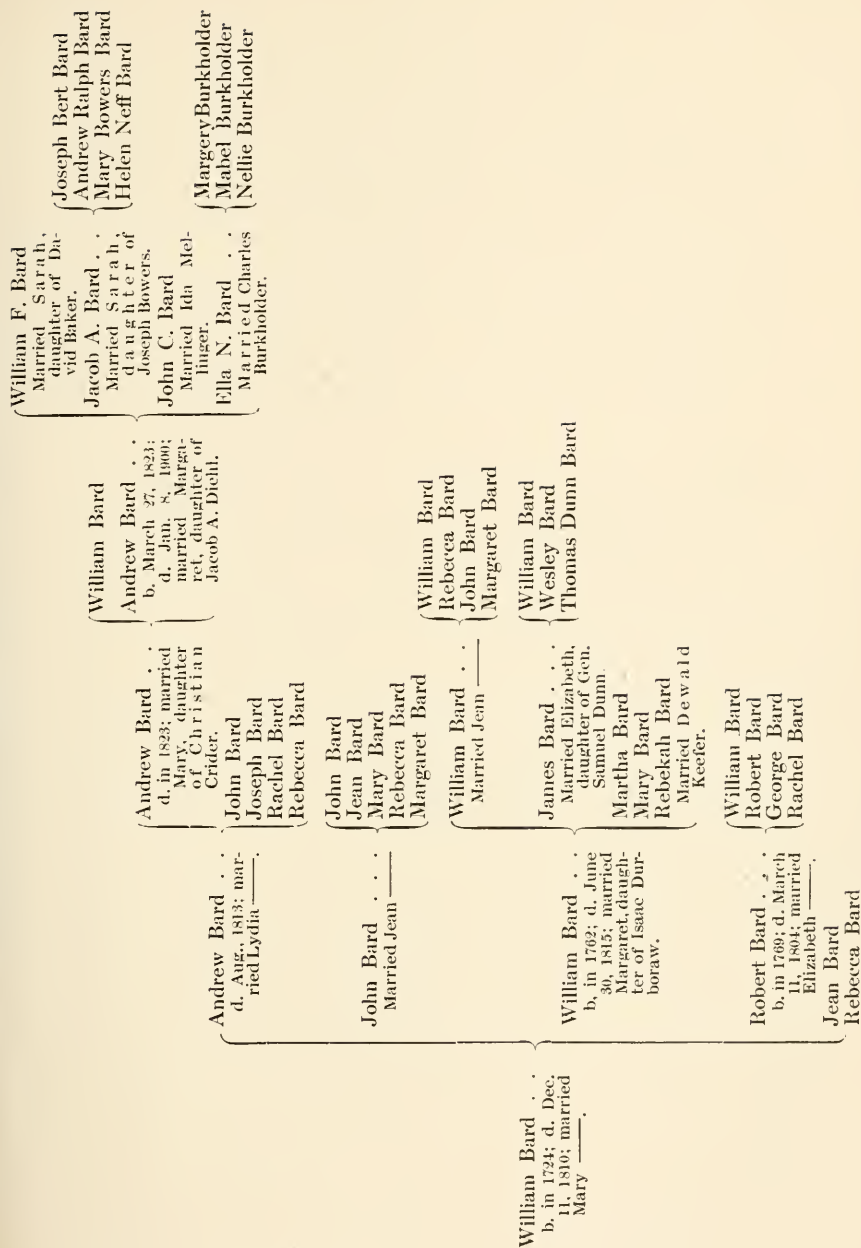 William Bard . .
b. in 1724; d. Dec.
11, 1810; married
Mary ——.
Andrew Bard . .
d. Aug., 1813; mar-
ried Lydia ——.
John Bard . . .
Married Jean ——
William Bard . .
b, in 1762; d. June
30, 1815; married
Margaret, daugh-
ter of Isaac Dur-
boraw.
Robert Bard . . .
b. in 1769; d. March
11, 1804; married
Elizabeth ——.
Jean Bard
Rebecca Bard
Andrew Bard . .
d. in 1823; married
Mary, daughter
of Christian
Crider.
John Bard
Joseph Bard
Rachel Bard
Rebecca Bard
John Bard
Jean Bard
Mary Bard
Rebecca Bard
Margaret Bard
William Bard . .
Married Jean ——
James Bard . . .
Married Elizabeth,
daughter of Gen.
Samuel Dunn.
Martha Bard
Mary Bard
Rebekah Bard
Married Dewald
Keefer.
William Bard
Robert Bard
George Bard
Rachel Bard
William Bard
Andrew Bard . .
b. March 27, 1823;
d. Jan. 8, 1900;
married Marga-
ret, daughter of
Jacob A. Diehl.
William Bard
Rebecca Bard
John Bard
Margaret Bard
William Bard
Wesley Bard
Thomas Dunn Bard
William F. Bard
Married Sarah,
daughter of Da-
vid Baker.
Jacob A. Bard . .
Married Sarah,
daughter of
Joseph Bowers.
John C. Bard
Married Ida Mel-
linger.
Ella N. Bard . .
Married Charles
Burkholder.
Joseph Bert Bard
Andrew Ralph Bard
Mary Bowers Bard
Helen Neff Bard
Margery Burkholder
Mabel Burkholder
Nellie Burkholder